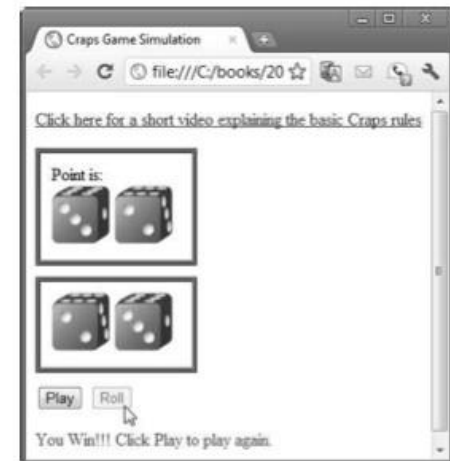 Craps Game Simulation
file:///C:/books/20
Click here for a short video explaining the basic Craps rules
Point is:
Play Roll
You Win!!! Click Play to play again.